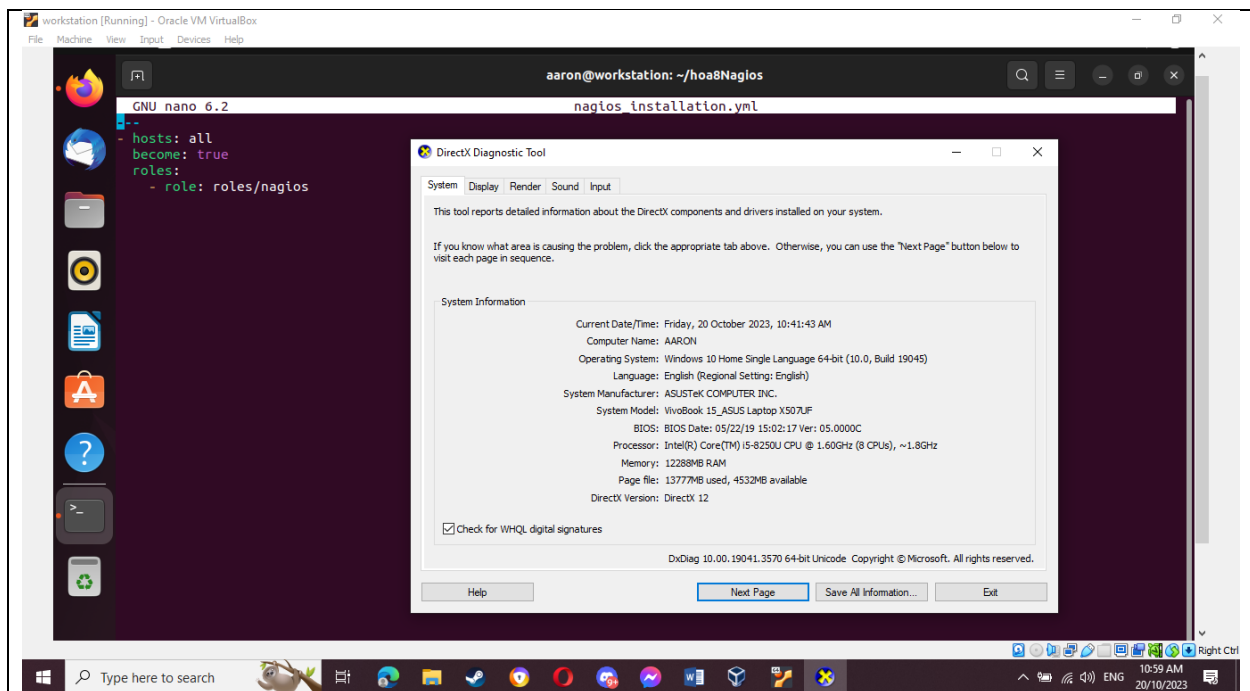 workstation [Running] - Oracle VM VirtualBox
File Machine View Input Devices Help
aaron@workstation: ~/hoa8Nagios
GNU nano 6.2 nagios_installation.yml
---
- hosts: all
become: true
roles:
- role: roles/nagios
DirectX Diagnostic Tool
System Display Render Sound Input
This tool reports detailed information about the DirectX components and drivers installed on your system.
If you know what area is causing the problem, click the appropriate tab above. Otherwise, you can use the "Next Page" button below to
visit each page in sequence.
System Information
Current Date/Time: Friday, 20 October 2023, 10:41:43 AM
Computer Name: AARON
Operating System: Windows 10 Home Single Language 64-bit (10.0, Build 19045)
Language: English (Regional Setting: English)
System Manufacturer: ASUSTeK COMPUTER INC.
System Model: VivoBook 15_ASUS Laptop X507UF
BIOS: BIOS Date: 05/22/19 15:02:17 Ver: 05.0000C
Processor: Intel(R) Core(TM) i5-8250U CPU @ 1.60GHz (8 CPUs), ~1.8GHz
Memory: 12288MB RAM
Page file: 13777MB used, 4532MB available
DirectX Version: DirectX 12
Check for WHQL digital signatures
DxDiag 10.00.19041.3570 64-bit Unicode Copyright © Microsoft. All rights reserved.
Help Next Page Save All Information... Exit
Right Ctrl
Type here to search
ENG
10:59 AM
20/10/2023